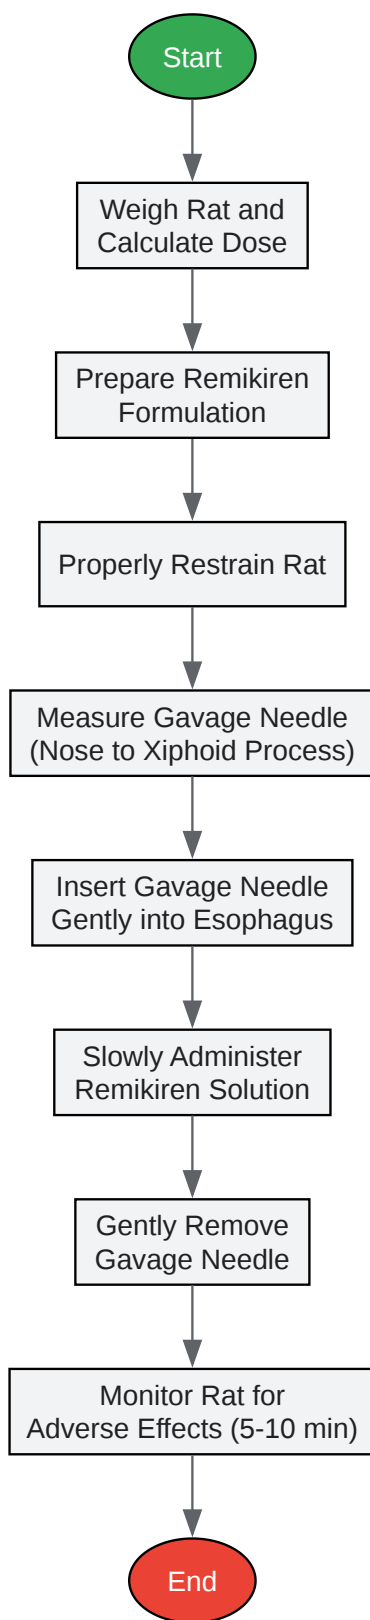 Start
Weigh Rat and
Calculate Dose
Prepare Remikiren
Formulation
Properly Restrain Rat
Measure Gavage Needle
(Nose to Xiphoid Process)
Insert Gavage Needle
Gently into Esophagus
Slowly Administer
Remikiren Solution
Gently Remove
Gavage Needle
Monitor Rat for
Adverse Effects (5-10 min)
End